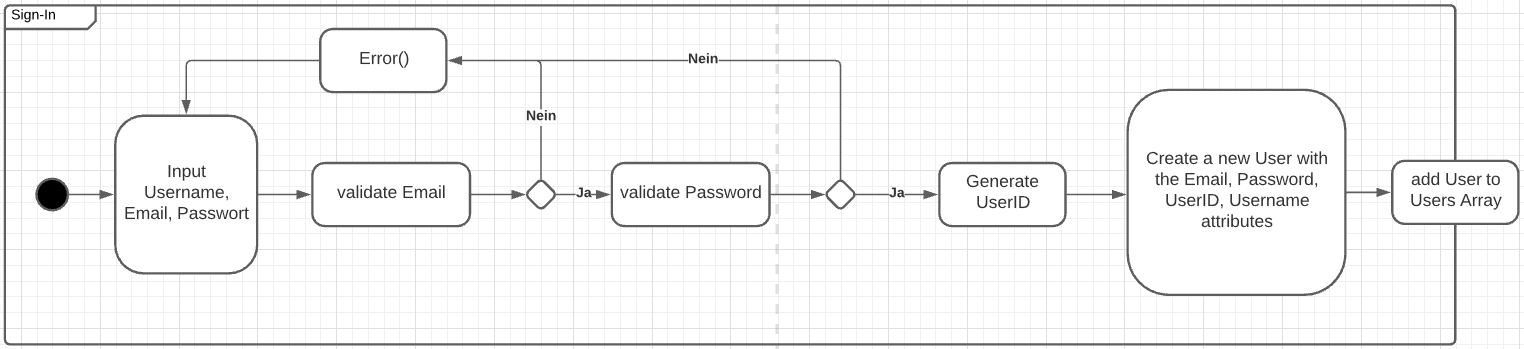 Sign-In
Error()
Nein
Nein
Input
Username,
Email, Passwort
validate Email
Ja
validate Password
Ja
Generate
UserID
Create a new User with
the Email, Password,
UserID, Username
attributes
add User to
Users Array